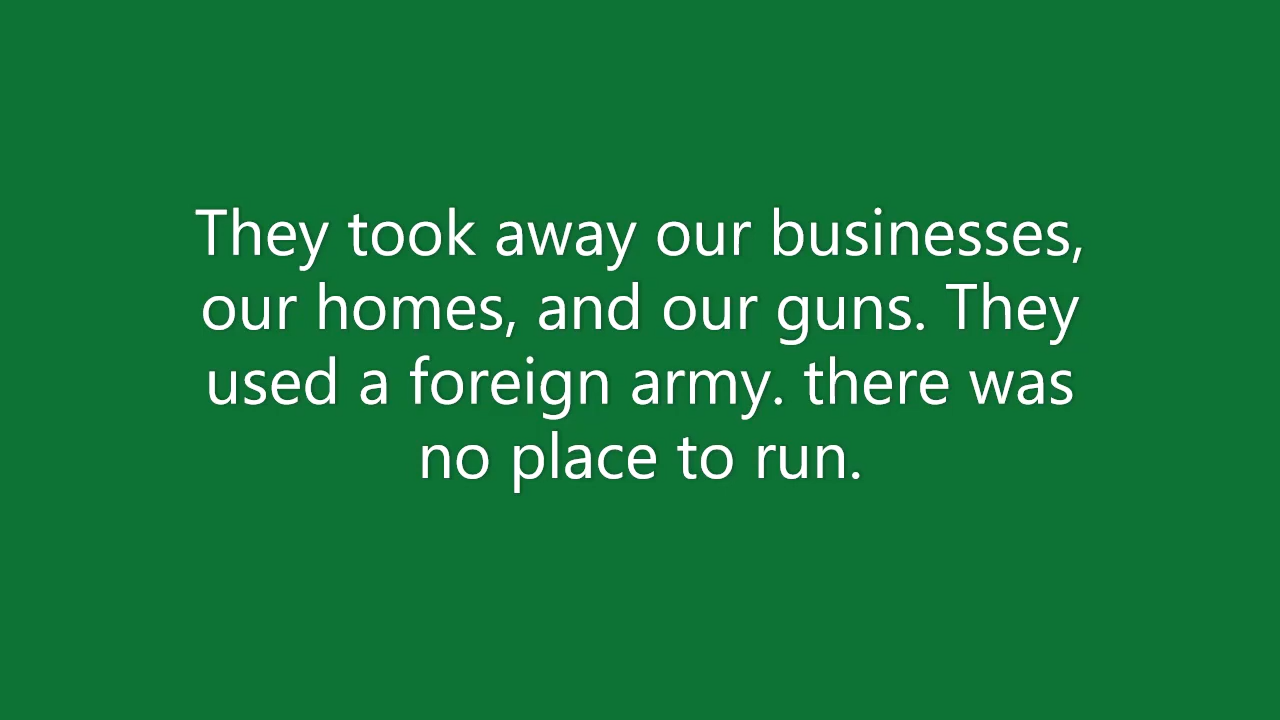 They took away our businesses,
our homes, and our guns. They
used a foreign army. there was
no place to run.